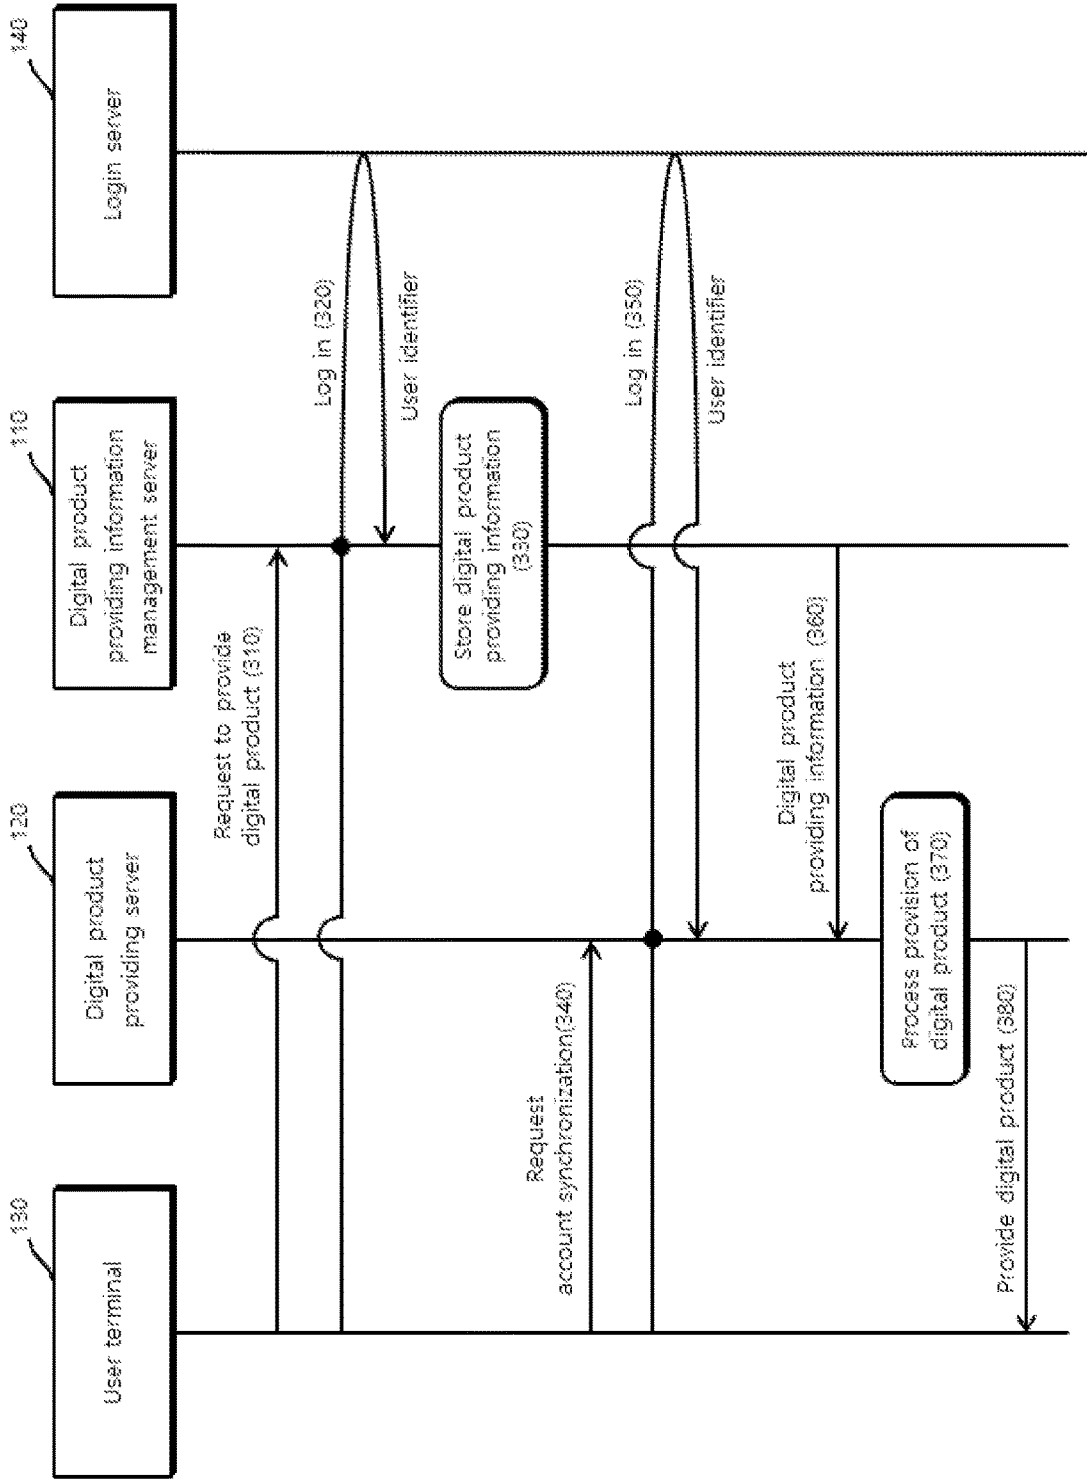 130
User terminal
120
Digital product
providing server
110
Digital product
providing information
management server
140
Login server
Request to provide
digital product (310)
Log in (320)
User identifier
Store digital product
providing information
(330)
Request
account synchronization(340)
Log in (350)
User identifier
Digital product
providing information (360)
Process provision of
digital product (370)
Provide digital product (380)